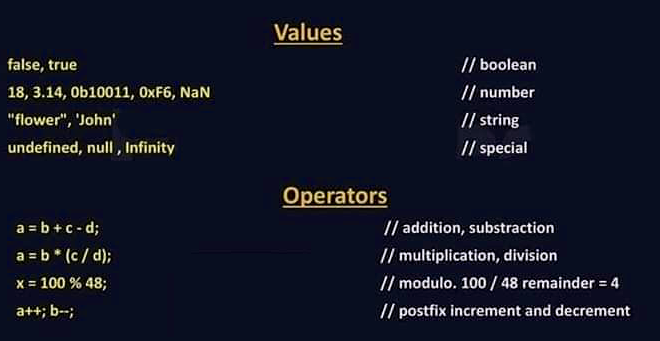 Values
false, true // boolean
18, 3.14, 0b10011, 0xF6, NaN // number
"flower", 'John' // string
undefined, null , Infinity // special
Operators
a = b + c - d; // addition, substraction
a = b * (c / d); // multiplication, division
x = 100 % 48; // modulo. 100 / 48 remainder = 4
a++; b--; // postfix increment and decrement